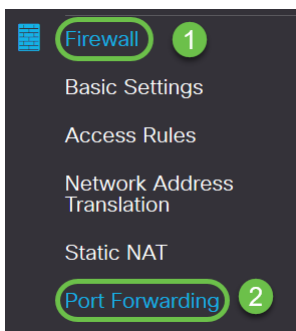 Firewall 1
Basic Settings
Access Rules
Network Address
Translation
Static NAT
Port Forwarding 2